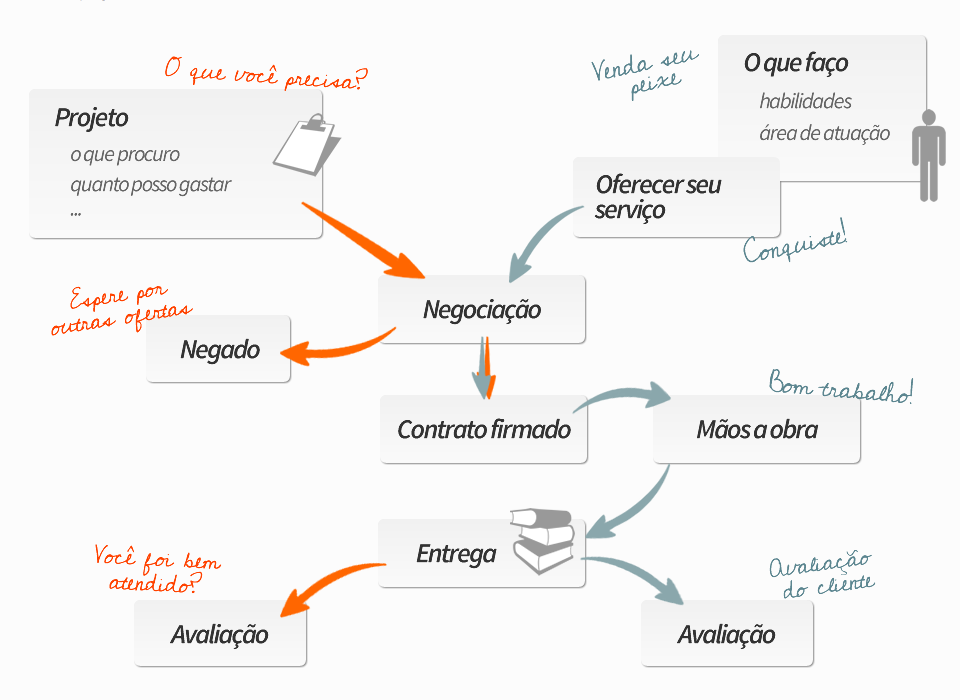 O que você precisa?
Projeto
o que procuro
quanto posso gastar
...
Venda seu
peixe
O que faço
habilidades
área de atuação
Oferecer seu
serviço
Conquiste!
Negociação
Espere por
outras ofertas
Negado
Contrato firmado
Bom trabalho!
Mãos a obra
Entrega
Você foi bem
atendido?
Avaliação
Avaliação
do cliente
Avaliação